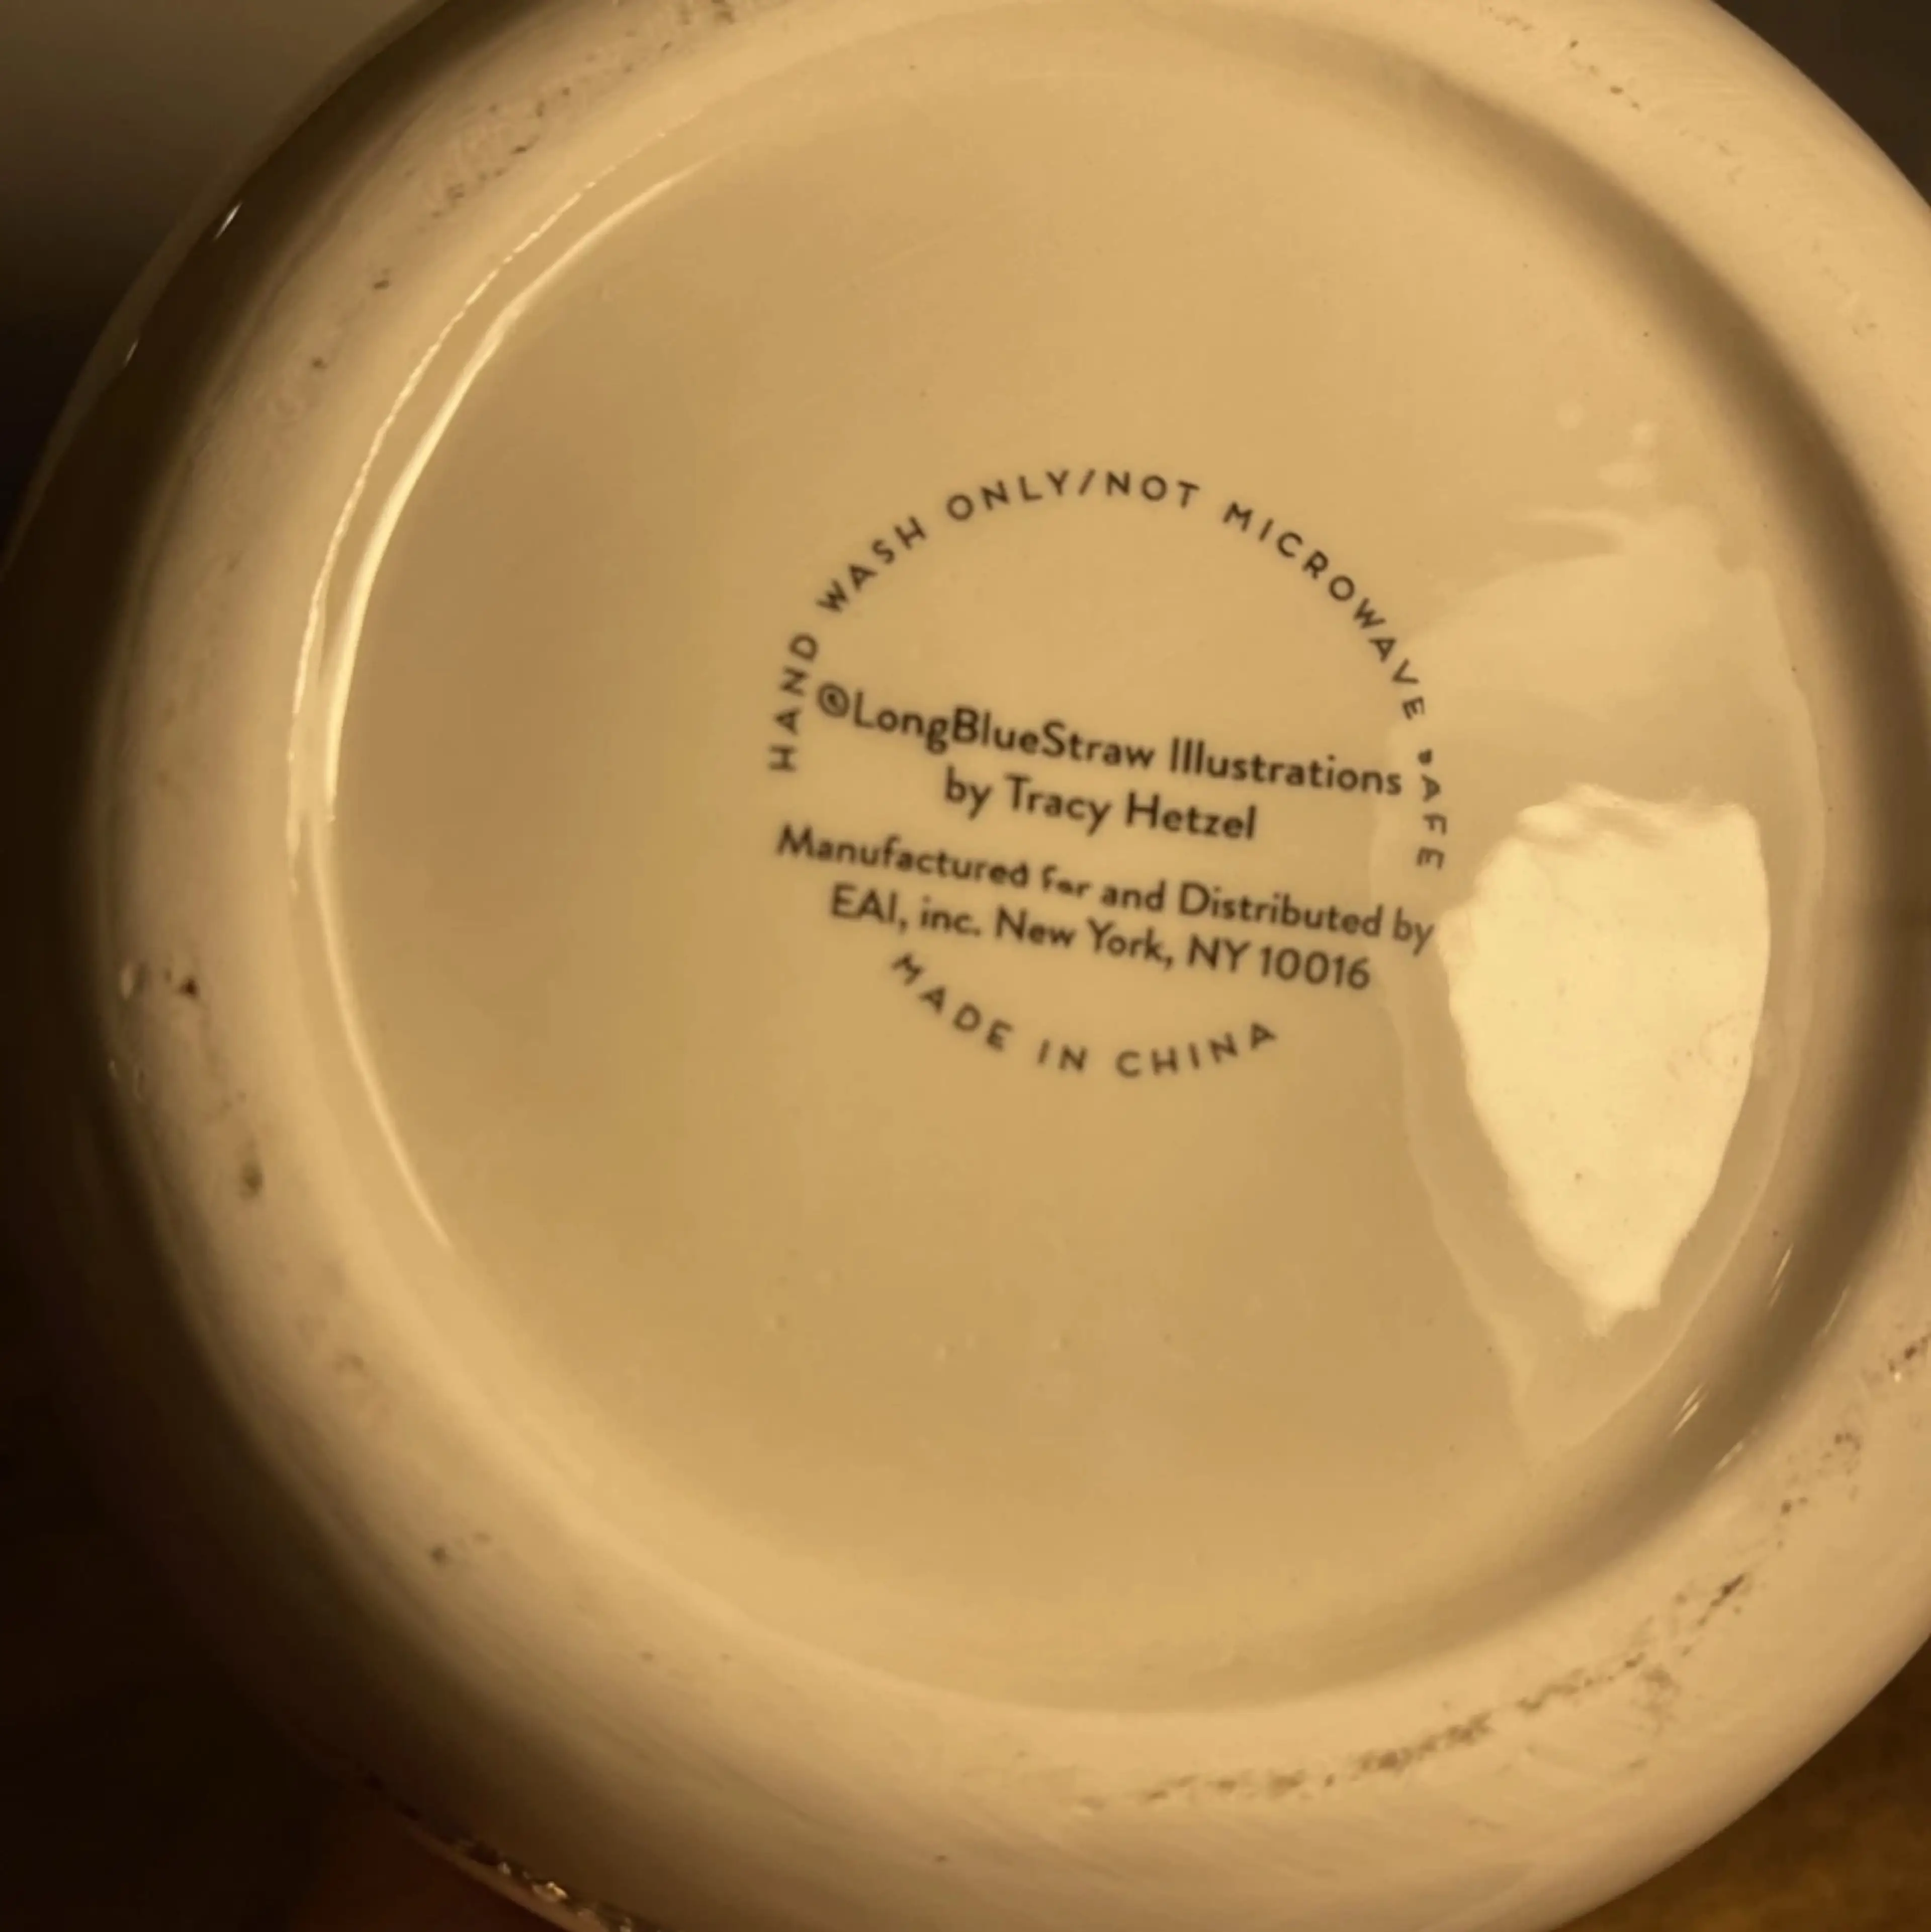 HAND WASH ONLY/NOT MICROWAVE SAFE
©LongBlueStraw Illustrations
by Tracy Hetzel
Manufactured for and Distributed by
EAI, inc. New York, NY 10016
MADE IN CHINA